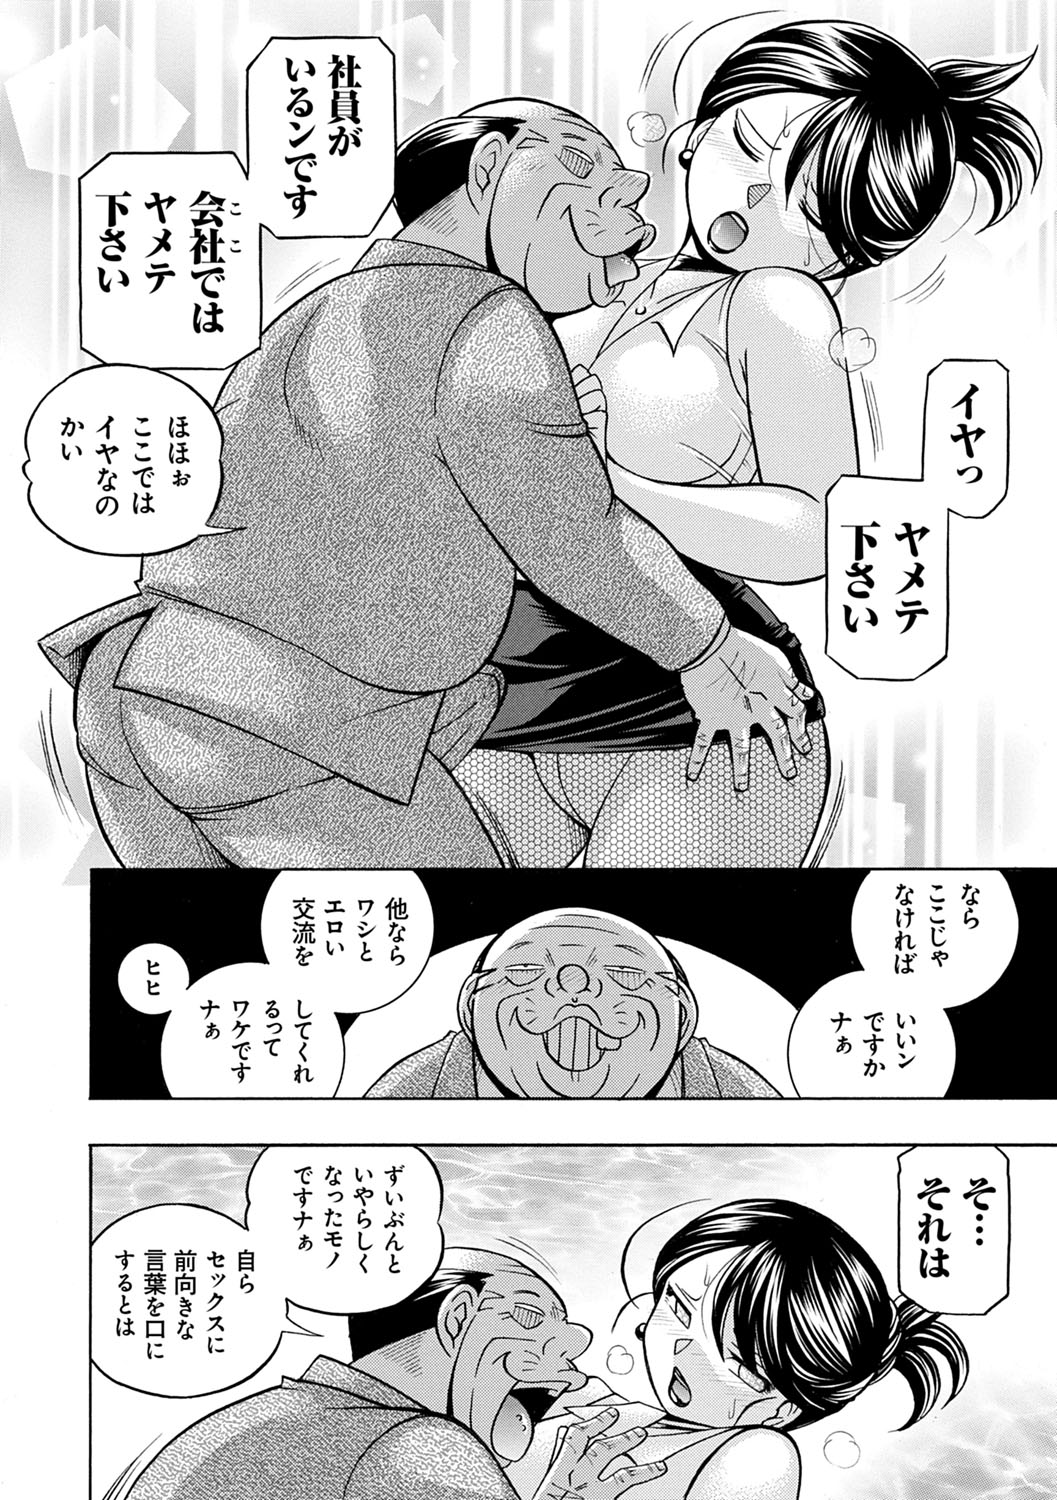 イヤっ
ヤメテ
下さい
社員が
いるンです
会社では
ここ
ヤメテ
下さい
ほほぉ
ここでは
イヤなの
かい
なら
ここじゃ
なければ
いいン
ですか
ナぁ
他なら
ワシと
エロい
交流を
してくれ
るって
ワケです
ナぁ
ヒヒ
そ…
それは
ずいぶんと
いやらしく
なったモノ
ですナぁ
自ら
セックスに
前向きな
言葉を口に
するとは